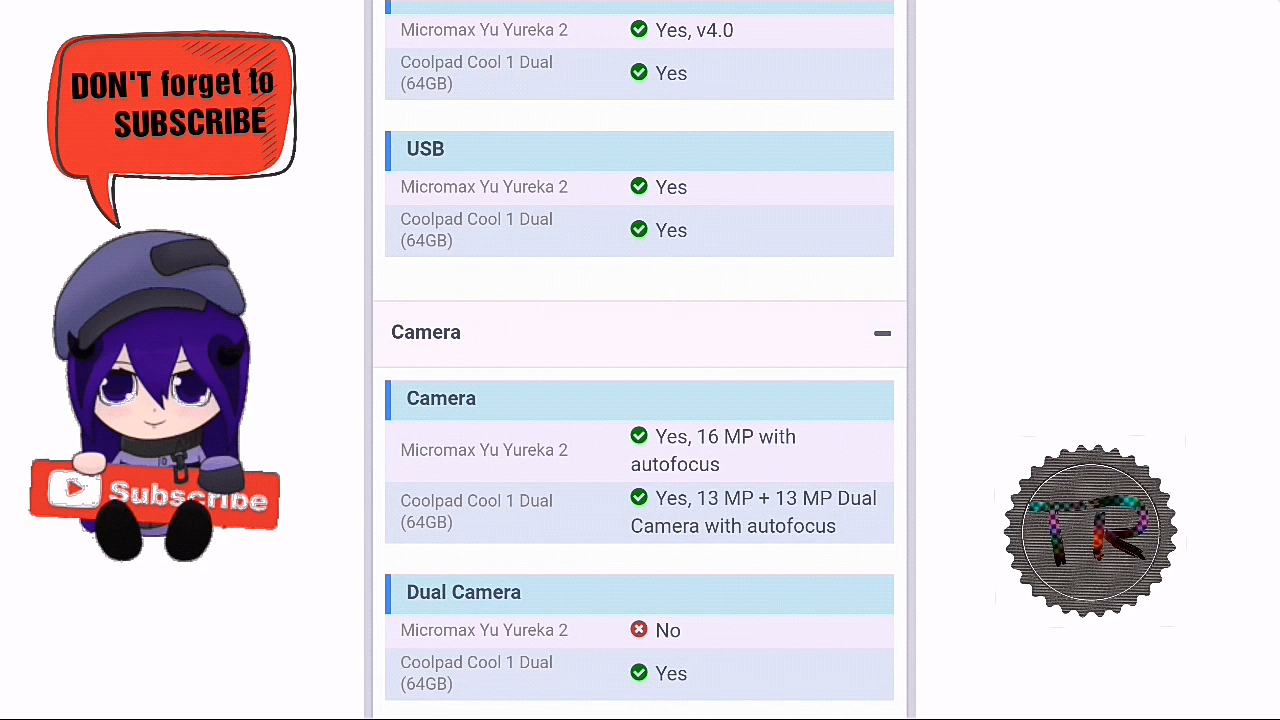 DON'T forget to
SUBSCRIBE
Subscribe
Micromax Yu Yureka 2
Yes, v4.0
Coolpad Cool 1 Dual
(64GB)
Yes
USB
Micromax Yu Yureka 2
Yes
Coolpad Cool 1 Dual
(64GB)
Yes
Camera
Camera
Micromax Yu Yureka 2
Yes, 16 MP with
autofocus
Coolpad Cool 1 Dual
(64GB)
Yes, 13 MP + 13 MP Dual
Camera with autofocus
Dual Camera
Micromax Yu Yureka 2
No
Coolpad Cool 1 Dual
(64GB)
Yes
TR